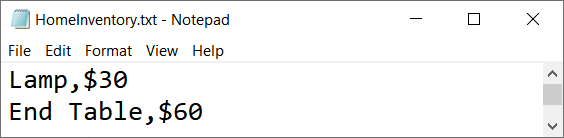 HomeInventory.txt - Notepad
File Edit Format View Help
Lamp,$30
End Table,$60